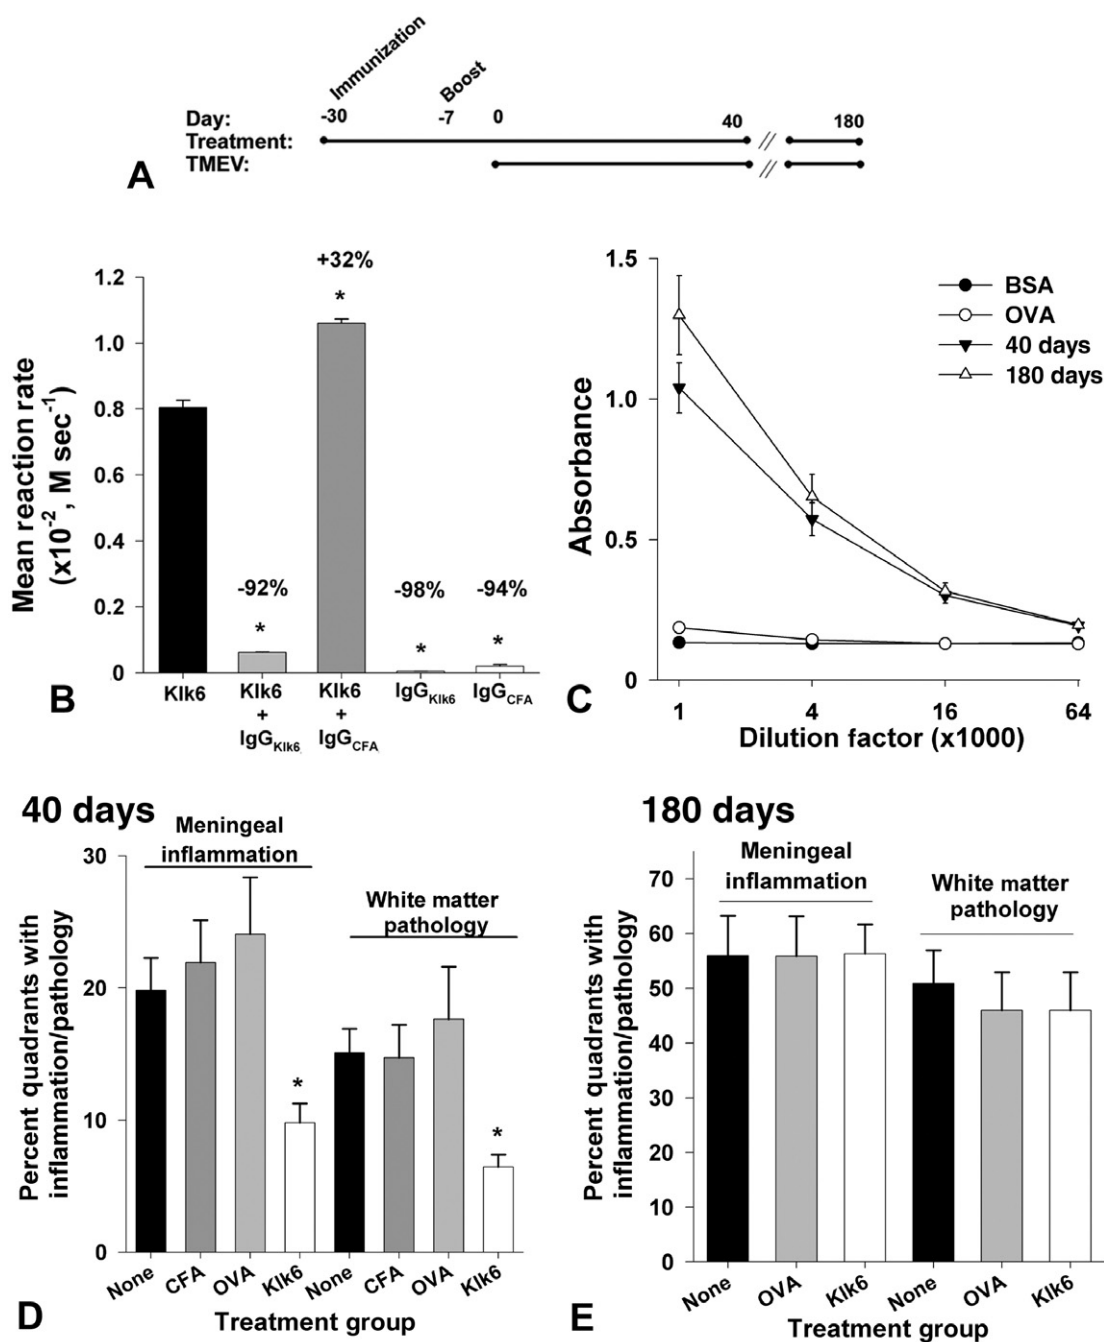 Immunization
Boost
Day: -30 -7 0 40 180
Treatment:
TMEV:
A
Mean reaction rate
(x10-2, M sec-1)
1.2
1.0
0.8
0.6
0.4
0.2
0
+32%
*
-92%
*
-98%
*
-94%
*
Klk6
Klk6
+
IgGKlk6
Klk6
+
IgGCFA
IgGKlk6
IgGCFA
B
Absorbance
1.5
1.0
0.5
0
BSA
OVA
40 days
180 days
1 4 16 64
Dilution factor (x1000)
C
40 days
Percent quadrants with
inflammation/pathology
30
20
10
0
Meningeal
inflammation
White matter
pathology
*
*
None CFA OVA Klk6 None CFA OVA Klk6
Treatment group
D
180 days
Percent quadrants with
inflammation/pathology
70
60
50
40
30
20
10
0
Meningeal
inflammation
White matter
pathology
None OVA Klk6 None OVA Klk6
Treatment group
E